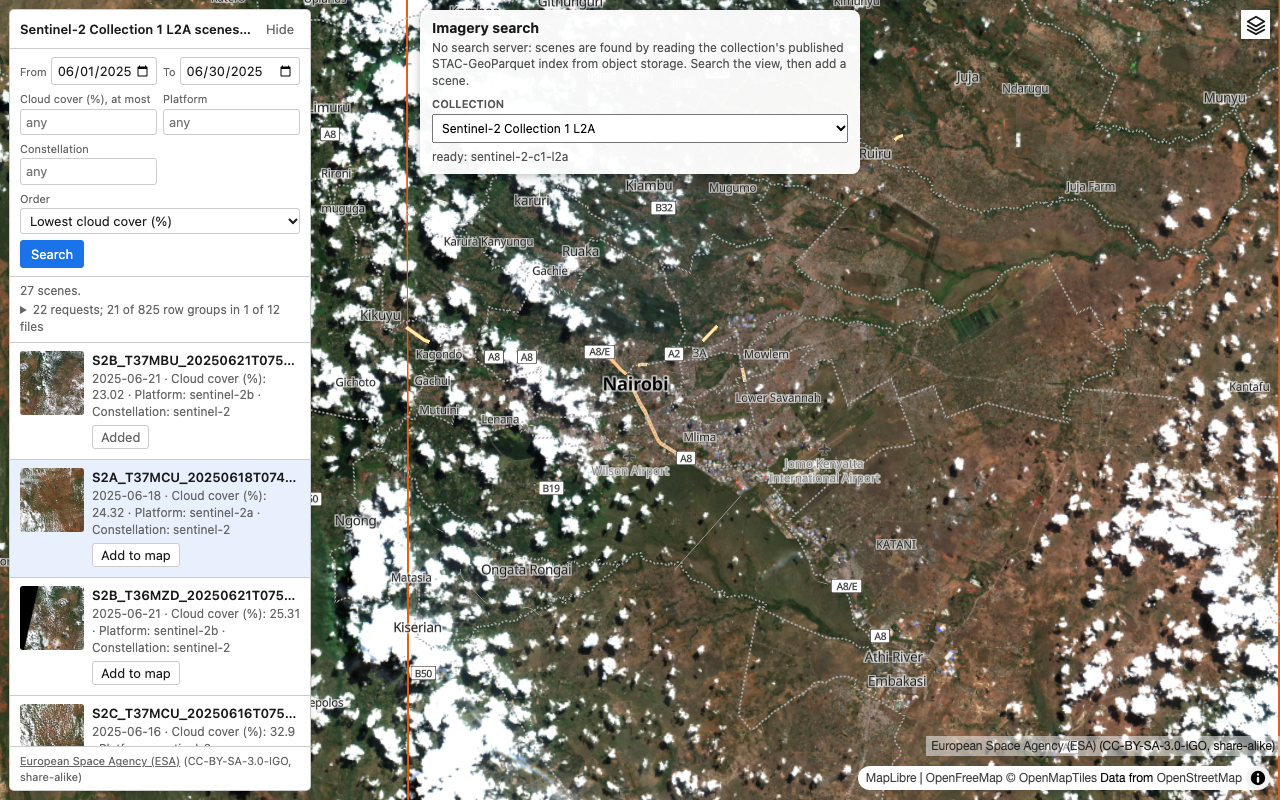 Sentinel-2 Collection 1 L2A scenes...
Hide
From 06/01/2025 To 06/30/2025
Cloud cover (%), at most
Platform
any
any
Constellation
any
Order
Lowest cloud cover (%)
Search
27 scenes.
22 requests; 21 of 825 row groups in 1 of 12
files
S2B_T37MBU_20250621T075...
2025-06-21 · Cloud cover (%):
23.02 · Platform: sentinel-2b ·
Constellation: sentinel-2
Added
S2A_T37MCU_20250618T074...
2025-06-18 · Cloud cover (%):
24.32 · Platform: sentinel-2a ·
Constellation: sentinel-2
Add to map
S2B_T36MZD_20250621T075...
2025-06-21 · Cloud cover (%): 25.31
· Platform: sentinel-2b ·
Constellation: sentinel-2
Add to map
S2C_T37MCU_20250616T075...
2025-06-16 · Cloud cover (%): 32.9
European Space Agency (ESA) (CC-BY-SA-3.0-IGO,
share-alike)
Imagery search
No search server: scenes are found by reading the collection's published
STAC-GeoParquet index from object storage. Search the view, then add a
scene.
COLLECTION
Sentinel-2 Collection 1 L2A
ready: sentinel-2-c1-l2a
Githunguri
Juja
Ndarugu
Munyu
Limuru
A8
Ruiru
Rironi
Kiambu
Mugumo
Juja Farm
karuri
muguga
B32
Karura Kanyungu
Ruaka
Gachie
Kikuyu
Kagondo
A8
A8
A8/E
A2
3A
Mowlem
Gichoto
Gachui
Nairobi
Kantafu
Lower Savannah
Mutuini
Lenana
Mlima
A8
Wilson Airport
Jomo Kenyatta
International Airport
B19
Ngong
KATANI
Ongata Rongai
Matasia
A8/E
Kiserian
A8
Athi River
B50
Embakasi
European Space Agency (ESA) (CC-BY-SA-3.0-IGO, share-alike)
MapLibre | OpenFreeMap © OpenMapTiles Data from OpenStreetMap